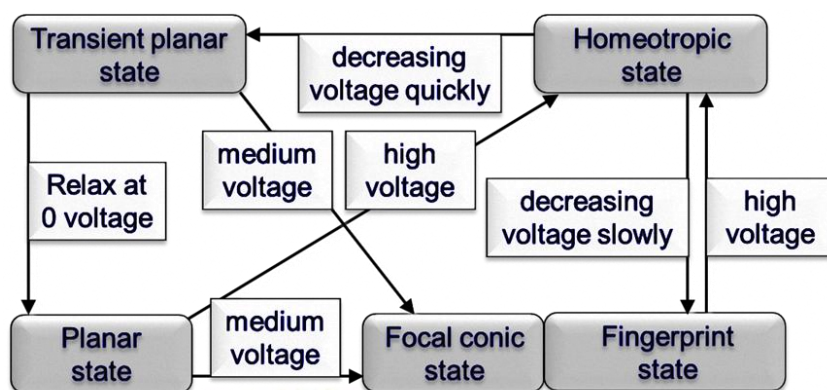 Transient planar
state
Homeotropic
state
decreasing
voltage quickly
medium
voltage
high
voltage
Relax at
0 voltage
decreasing
voltage slowly
high
voltage
Planar
state
medium
voltage
Focal conic
state
Fingerprint
state